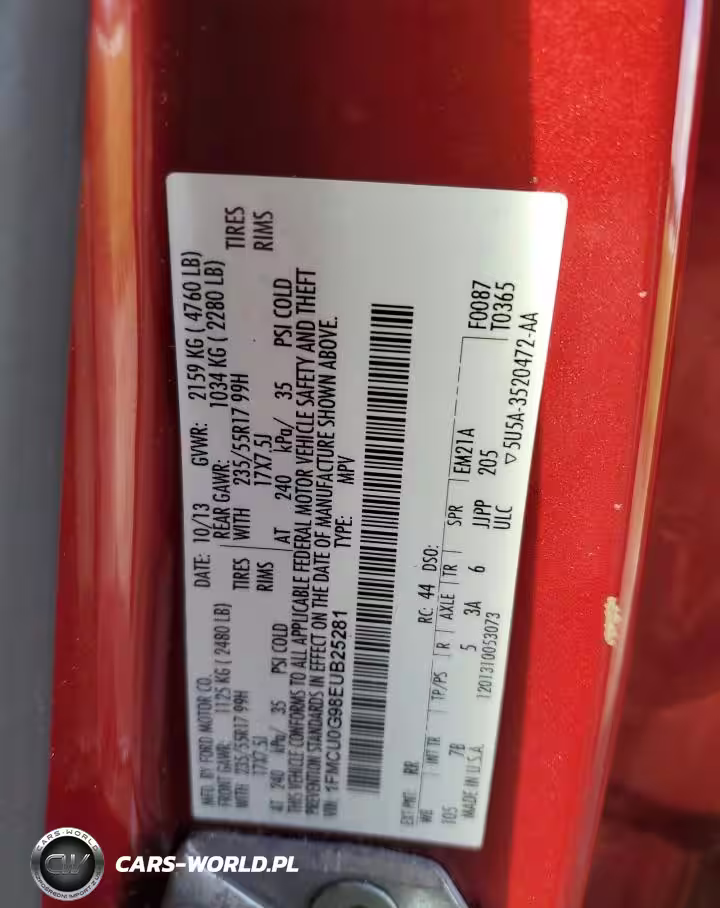 MFD. BY FORD MOTOR CO.
DATE: 10/13 GVWR: 2159 KG ( 4760 LB)
FRONT GAWR: 1125 KG ( 2480 LB) REAR GAWR: 1034 KG ( 2280 LB)
WITH 235/55R17 99H TIRES WITH 235/55R17 99H TIRES
17X7.5J RIMS 17X7.5J RIMS
AT 240 kPa/ 35 PSI COLD AT 240 kPa/ 35 PSI COLD
THIS VEHICLE CONFORMS TO ALL APPLICABLE FEDERAL MOTOR VEHICLE SAFETY AND THEFT
PREVENTION STANDARDS IN EFFECT ON THE DATE OF MANUFACTURE SHOWN ABOVE.
VIN: 1FMCU0G98EUB25281 TYPE: MPV
EXT PNT: RR RC: 44 DSO: F0087
WB INT TR TP/PS R AXLE TR SPR EM21A T0365
105 7B 5 3A 6 JJPP 205
MADE IN U.S.A. 1201310053073 ULC ▽ 5U5A-3520472-AA
CARS-WORLD
CW
CARS-WORLD.PL